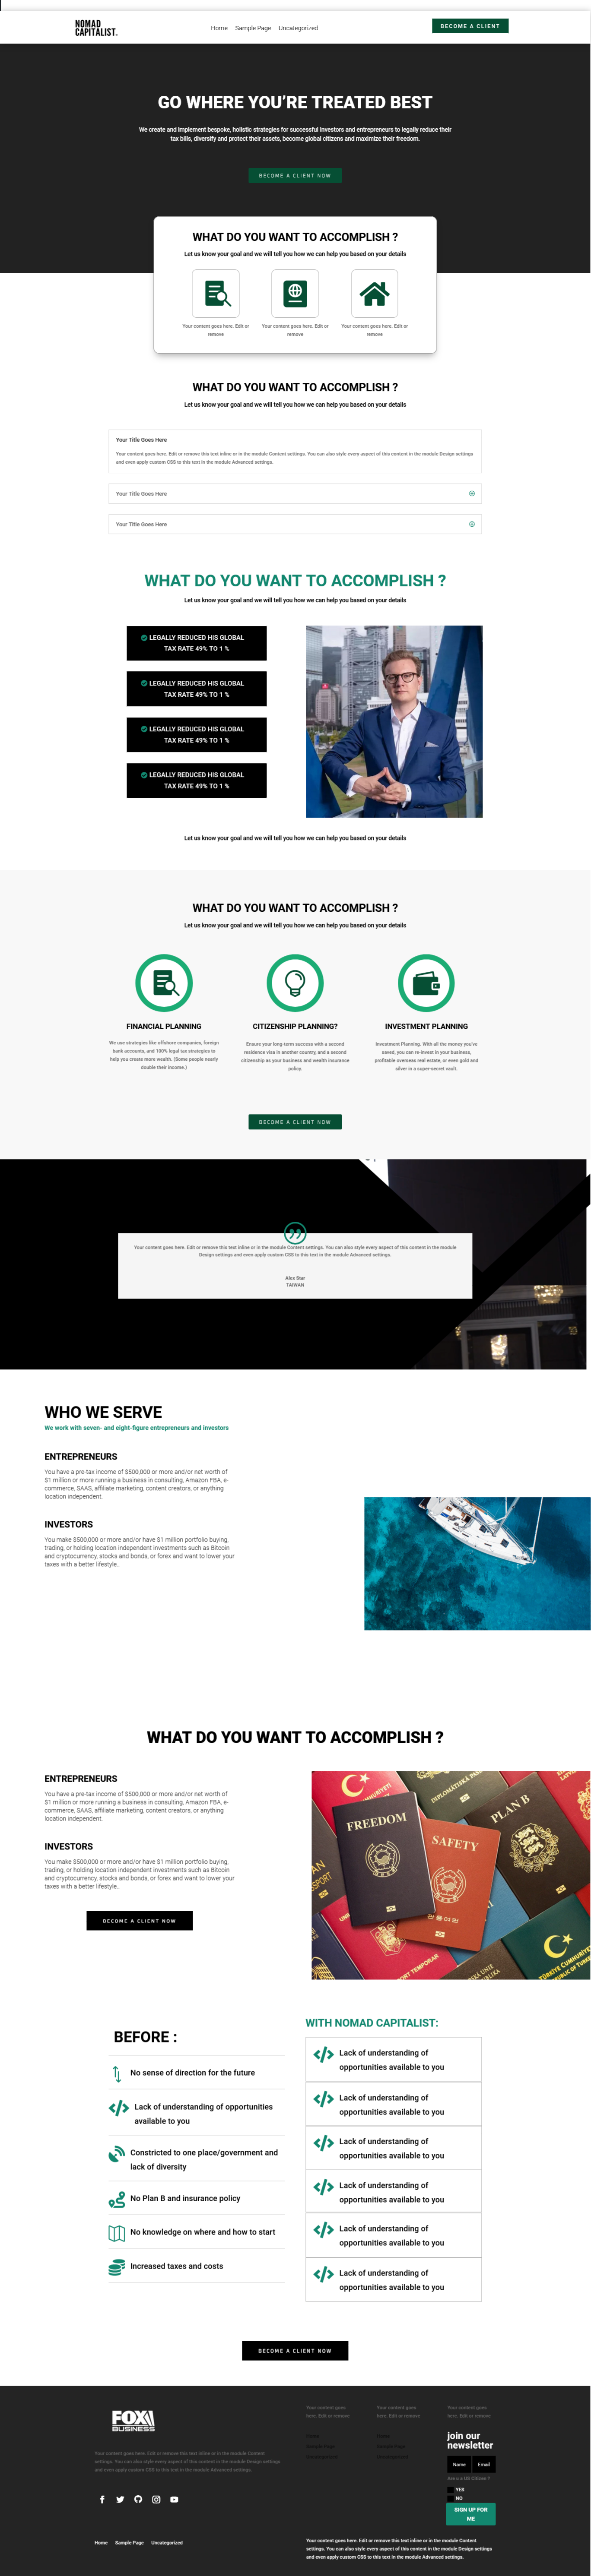 NOMAD
CAPITALIST.
Home Sample Page Uncategorized
BECOME A CLIENT
GO WHERE YOU'RE TREATED BEST
We create and implement bespoke, holistic strategies for successful investors and entrepreneurs to legally reduce their
tax bills, diversify and protect their assets, become global citizens and maximize their freedom.
BECOME A CLIENT NOW
WHAT DO YOU WANT TO ACCOMPLISH ?
Let us know your goal and we will tell you how we can help you based on your details
Your content goes here. Edit or
remove
Your content goes here. Edit or
remove
Your content goes here. Edit or
remove
WHAT DO YOU WANT TO ACCOMPLISH ?
Let us know your goal and we will tell you how we can help you based on your details
Your Title Goes Here
Your content goes here. Edit or remove this text inline or in the module Content settings. You can also style every aspect of this content in the module Design settings
and even apply custom CSS to this text in the module Advanced settings.
Your Title Goes Here
Your Title Goes Here
WHAT DO YOU WANT TO ACCOMPLISH ?
Let us know your goal and we will tell you how we can help you based on your details
LEGALLY REDUCED HIS GLOBAL
TAX RATE 49% TO 1 %
LEGALLY REDUCED HIS GLOBAL
TAX RATE 49% TO 1 %
LEGALLY REDUCED HIS GLOBAL
TAX RATE 49% TO 1 %
LEGALLY REDUCED HIS GLOBAL
TAX RATE 49% TO 1 %
Let us know your goal and we will tell you how we can help you based on your details
WHAT DO YOU WANT TO ACCOMPLISH ?
Let us know your goal and we will tell you how we can help you based on your details
FINANCIAL PLANNING
We use strategies like offshore companies, foreign
bank accounts, and 100% legal tax strategies to
help you create more wealth. (Some people nearly
double their income.)
CITIZENSHIP PLANNING?
Ensure your long-term success with a second
residence visa in another country, and a second
citizenship as your business and wealth insurance
policy.
INVESTMENT PLANNING
Investment Planning. With all the money you've
saved, you can re-invest in your business,
profitable overseas real estate, or even gold and
silver in a super-secret vault.
BECOME A CLIENT NOW
Your content goes here. Edit or remove this text inline or in the module Content settings. You can also style every aspect of this content in the module
Design settings and even apply custom CSS to this text in the module Advanced settings.
Alex Star
TAIWAN
WHO WE SERVE
We work with seven- and eight-figure entrepreneurs and investors
ENTREPRENEURS
You have a pre-tax income of $500,000 or more and/or net worth of
$1 million or more running a business in consulting, Amazon FBA, e-
commerce, SAAS, affiliate marketing, content creators, or anything
location independent.
INVESTORS
You make $500,000 or more and/or have $1 million portfolio buying,
trading, or holding location independent investments such as Bitcoin
and cryptocurrency, stocks and bonds, or forex and want to lower your
taxes with a better lifestyle..
WHAT DO YOU WANT TO ACCOMPLISH ?
ENTREPRENEURS
You have a pre-tax income of $500,000 or more and/or net worth of
$1 million or more running a business in consulting, Amazon FBA, e-
commerce, SAAS, affiliate marketing, content creators, or anything
location independent.
INVESTORS
You make $500,000 or more and/or have $1 million portfolio buying,
trading, or holding location independent investments such as Bitcoin
and cryptocurrency, stocks and bonds, or forex and want to lower your
taxes with a better lifestyle..
BECOME A CLIENT NOW
DIPLOMĀTISKĀ
FREEDOM
SAFETY
PLAN B
TÜRKİYE CUMHURİYETİ
REPUBLIC OF TURKEY
BEFORE :
No sense of direction for the future
Lack of understanding of opportunities
available to you
Constricted to one place/government and
lack of diversity
No Plan B and insurance policy
No knowledge on where and how to start
Increased taxes and costs
WITH NOMAD CAPITALIST:
Lack of understanding of
opportunities available to you
Lack of understanding of
opportunities available to you
Lack of understanding of
opportunities available to you
Lack of understanding of
opportunities available to you
Lack of understanding of
opportunities available to you
Lack of understanding of
opportunities available to you
BECOME A CLIENT NOW
FOX
BUSINESS
Your content goes here. Edit or remove this text inline or in the module Content
settings. You can also style every aspect of this content in the module Design settings
and even apply custom CSS to this text in the module Advanced settings.
Your content goes
here. Edit or remove
Home
Sample Page
Uncategorized
Your content goes
here. Edit or remove
Home
Sample Page
Uncategorized
Your content goes
here. Edit or remove
join our
newsletter
Name Email
Are u a US Citizen ?
YES
NO
SIGN UP FOR
ME
Home Sample Page Uncategorized
Your content goes here. Edit or remove this text inline or in the module Content
settings. You can also style every aspect of this content in the module Design settings
and even apply custom CSS to this text in the module Advanced settings.